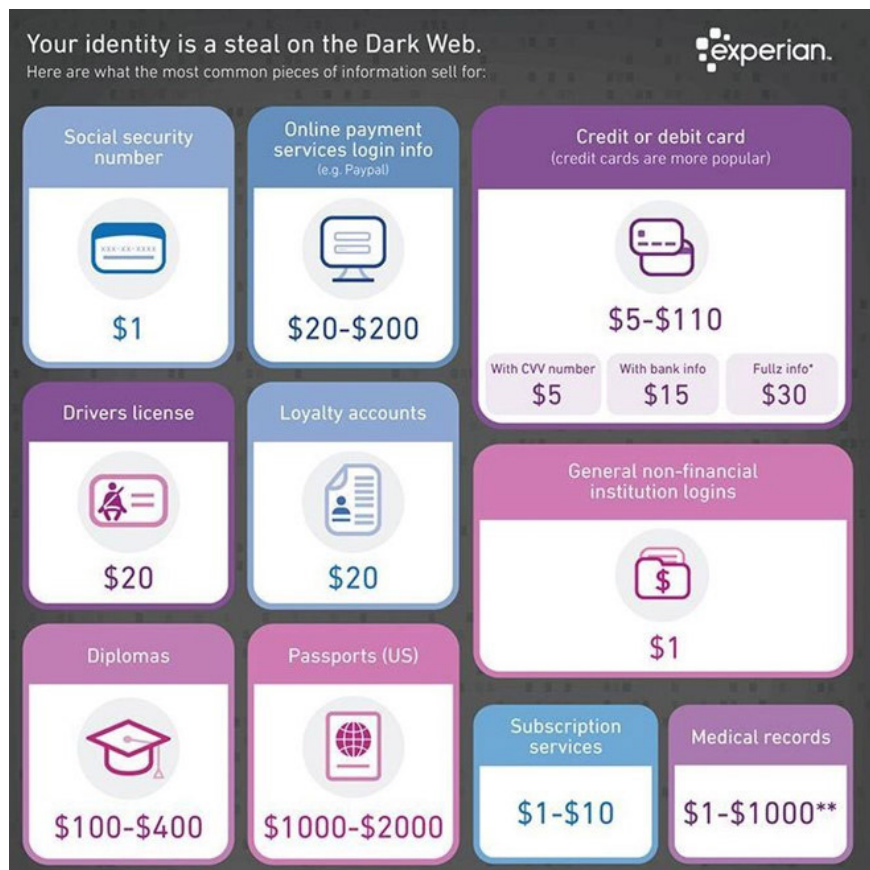 Your identity is a steal on the Dark Web.
Here are what the most common pieces of information sell for:
experian.
Social security
number
XXX-XX-XXXX
$1
Online payment
services login info
(e.g. Paypal)
$20-$200
Credit or debit card
(credit cards are more popular)
$5-$110
With CVV number
$5
With bank info
$15
Fullz info*
$30
Drivers license
$20
Loyalty accounts
$20
General non-financial
institution logins
$
$1
Diplomas
$100-$400
Passports (US)
$1000-$2000
Subscription
services
$1-$10
Medical records
$1-$1000**